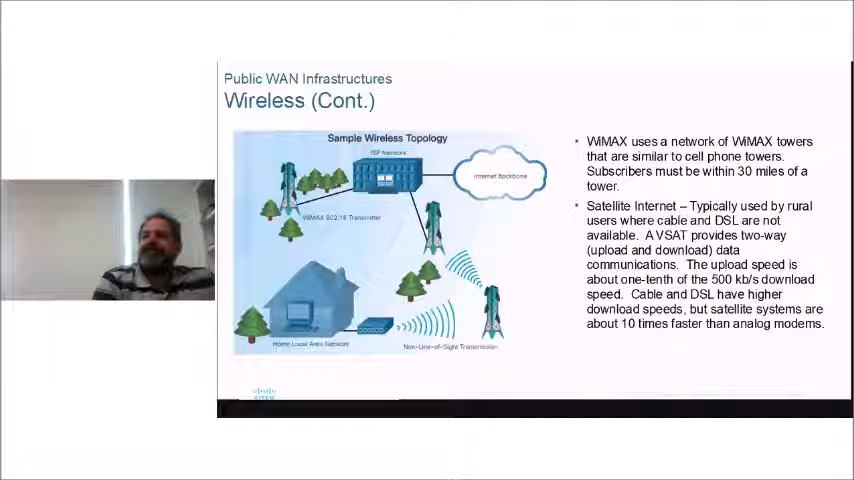 Public WAN Infrastructures
Wireless (Cont.)
Sample Wireless Topology
ISP Network
Internet Backbone
WiMAX 802.16 Transmitter
Home Local Area Network
Non-Line-of-Sight Transmission
• WiMAX uses a network of WiMAX towers
that are similar to cell phone towers.
Subscribers must be within 30 miles of a
tower.
• Satellite Internet – Typically used by rural
users where cable and DSL are not
available. A VSAT provides two-way
(upload and download) data
communications. The upload speed is
about one-tenth of the 500 kb/s download
speed. Cable and DSL have higher
download speeds, but satellite systems are
about 10 times faster than analog modems.